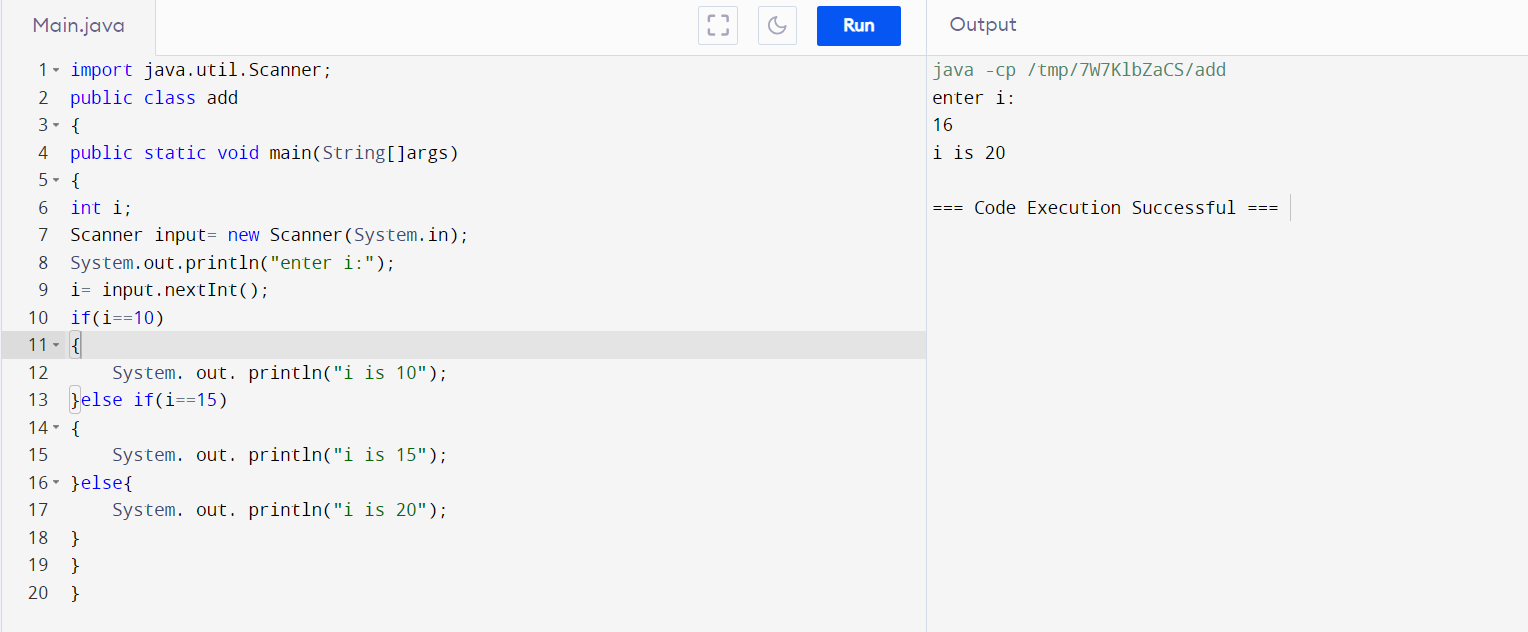 Main.java
Run
Output
1 import java.util.Scanner;
2 public class add
3 {
4 public static void main(String[]args)
5 {
6 int i;
7 Scanner input= new Scanner(System.in);
8 System.out.println("enter i:");
9 i= input.nextInt();
10 if(i==10)
11 {
12     System. out. println("i is 10");
13 }else if(i==15)
14 {
15     System. out. println("i is 15");
16 }else{
17     System. out. println("i is 20");
18 }
19 }
20 }
java -cp /tmp/7W7KlbZaCS/add
enter i:
16
i is 20
=== Code Execution Successful ===